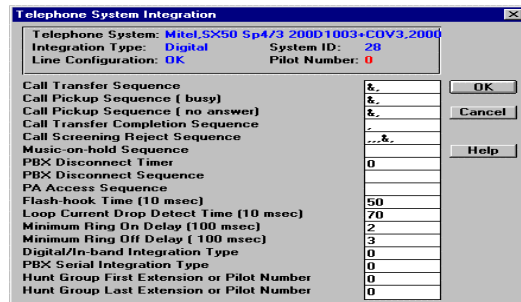 Telephone System Integration
Telephone System: Mitel,SX50 Sp4/3 200D1003+COV3,2000
Integration Type: Digital System ID: 28
Line Configuration: OK Pilot Number: 0
Call Transfer Sequence &,
Call Pickup Sequence ( busy) &,
Call Pickup Sequence ( no answer) &,
Call Transfer Completion Sequence ,
Call Screening Reject Sequence ,,,&,
Music-on-hold Sequence
PBX Disconnect Timer 0
PBX Disconnect Sequence
PA Access Sequence
Flash-hook Time (10 msec) 50
Loop Current Drop Detect Time (10 msec) 70
Minimum Ring On Delay (100 msec) 2
Minimum Ring Off Delay ( 100 msec) 3
Digital/In-band Integration Type 0
PBX Serial Integration Type 0
Hunt Group First Extension or Pilot Number 0
Hunt Group Last Extension or Pilot Number 0
OK
Cancel
Help